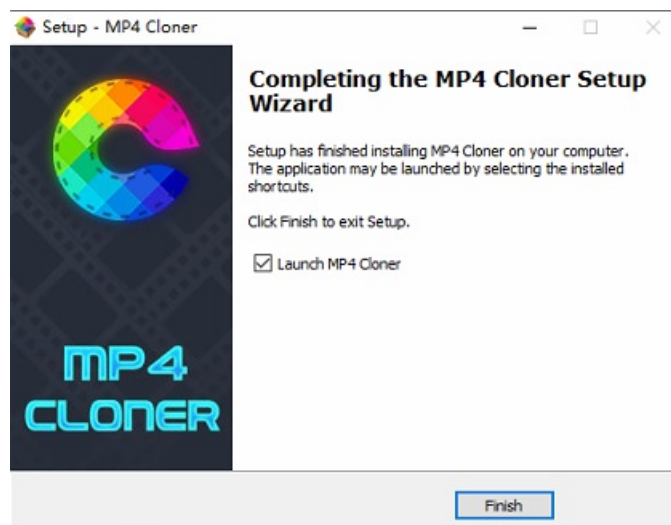 Setup - MP4 Cloner
Completing the MP4 Cloner Setup
Wizard
Setup has finished installing MP4 Cloner on your computer.
The application may be launched by selecting the installed
shortcuts.
Click Finish to exit Setup.
Launch MP4 Cloner
MP4
CLONER
Finish